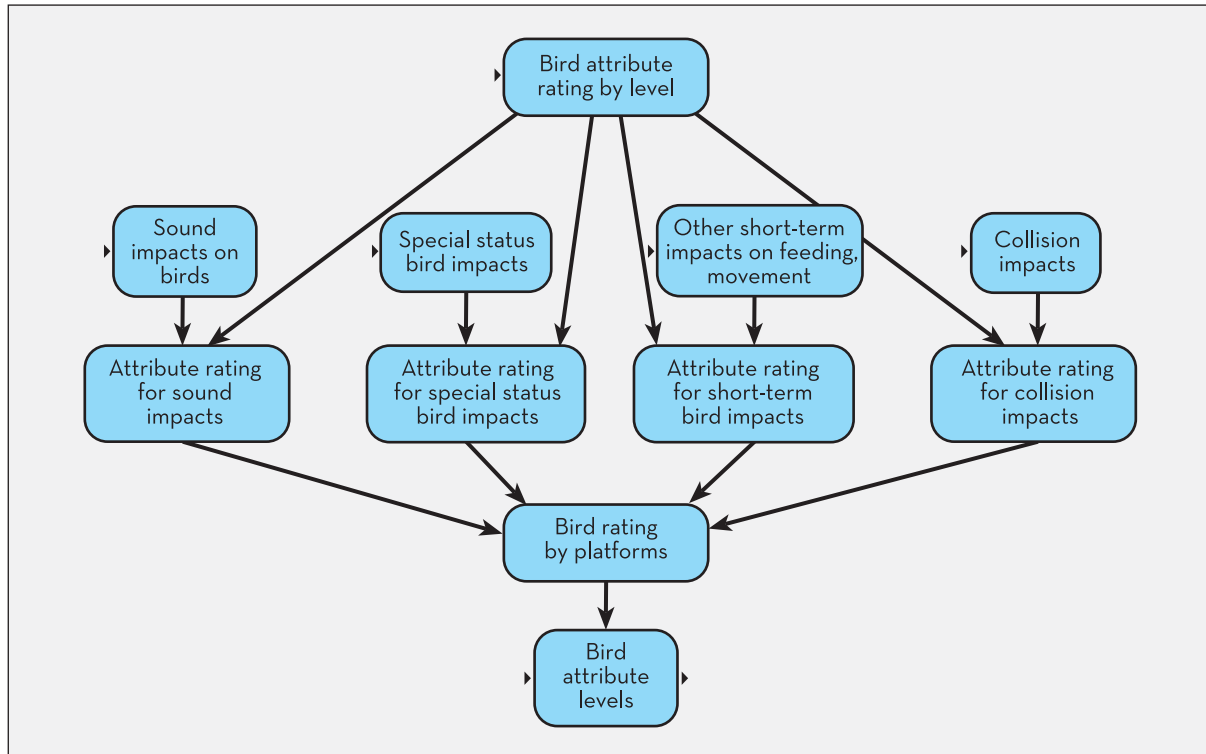 Bird attribute
rating by level
Sound
impacts on
birds
Special status
bird impacts
Other short-term
impacts on feeding,
movement
Collision
impacts
Attribute rating
for sound
impacts
Attribute rating
for special status
bird impacts
Attribute rating
for short-term
bird impacts
Attribute rating
for collision
impacts
Bird rating
by platforms
Bird
attribute
levels